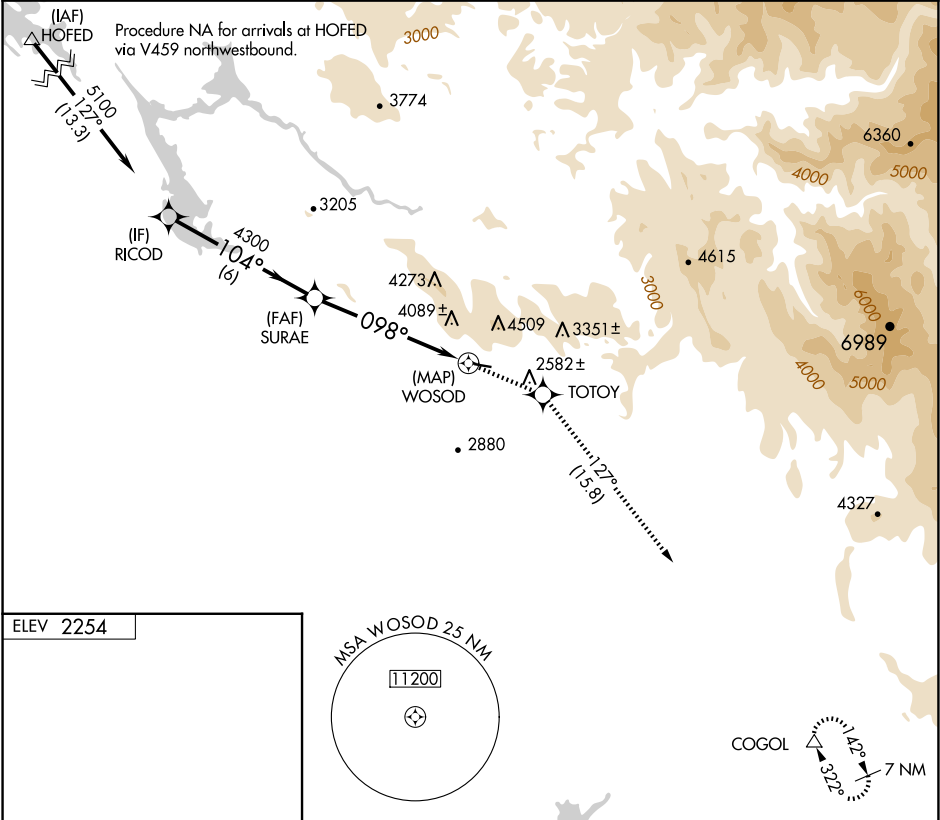 (IAF)
HOFED
Procedure NA for arrivals at HOFED
via V459 northwestbound.
3000
5100
127°
(13.3)
3774
6360
4000
5000
3205
(IF)
RICOD
4300
104°
(6)
4615
3000
4273
4089±
4509
3351±
6000
6989
(FAF)
SURAE
098°
2582±
(MAP)
WOSOD
TOTOY
4000
5000
2880
127°
(15.8)
4327
ELEV 2254
MSA WOSOD 25 NM
11200
COGOL
142°
322°
7 NM